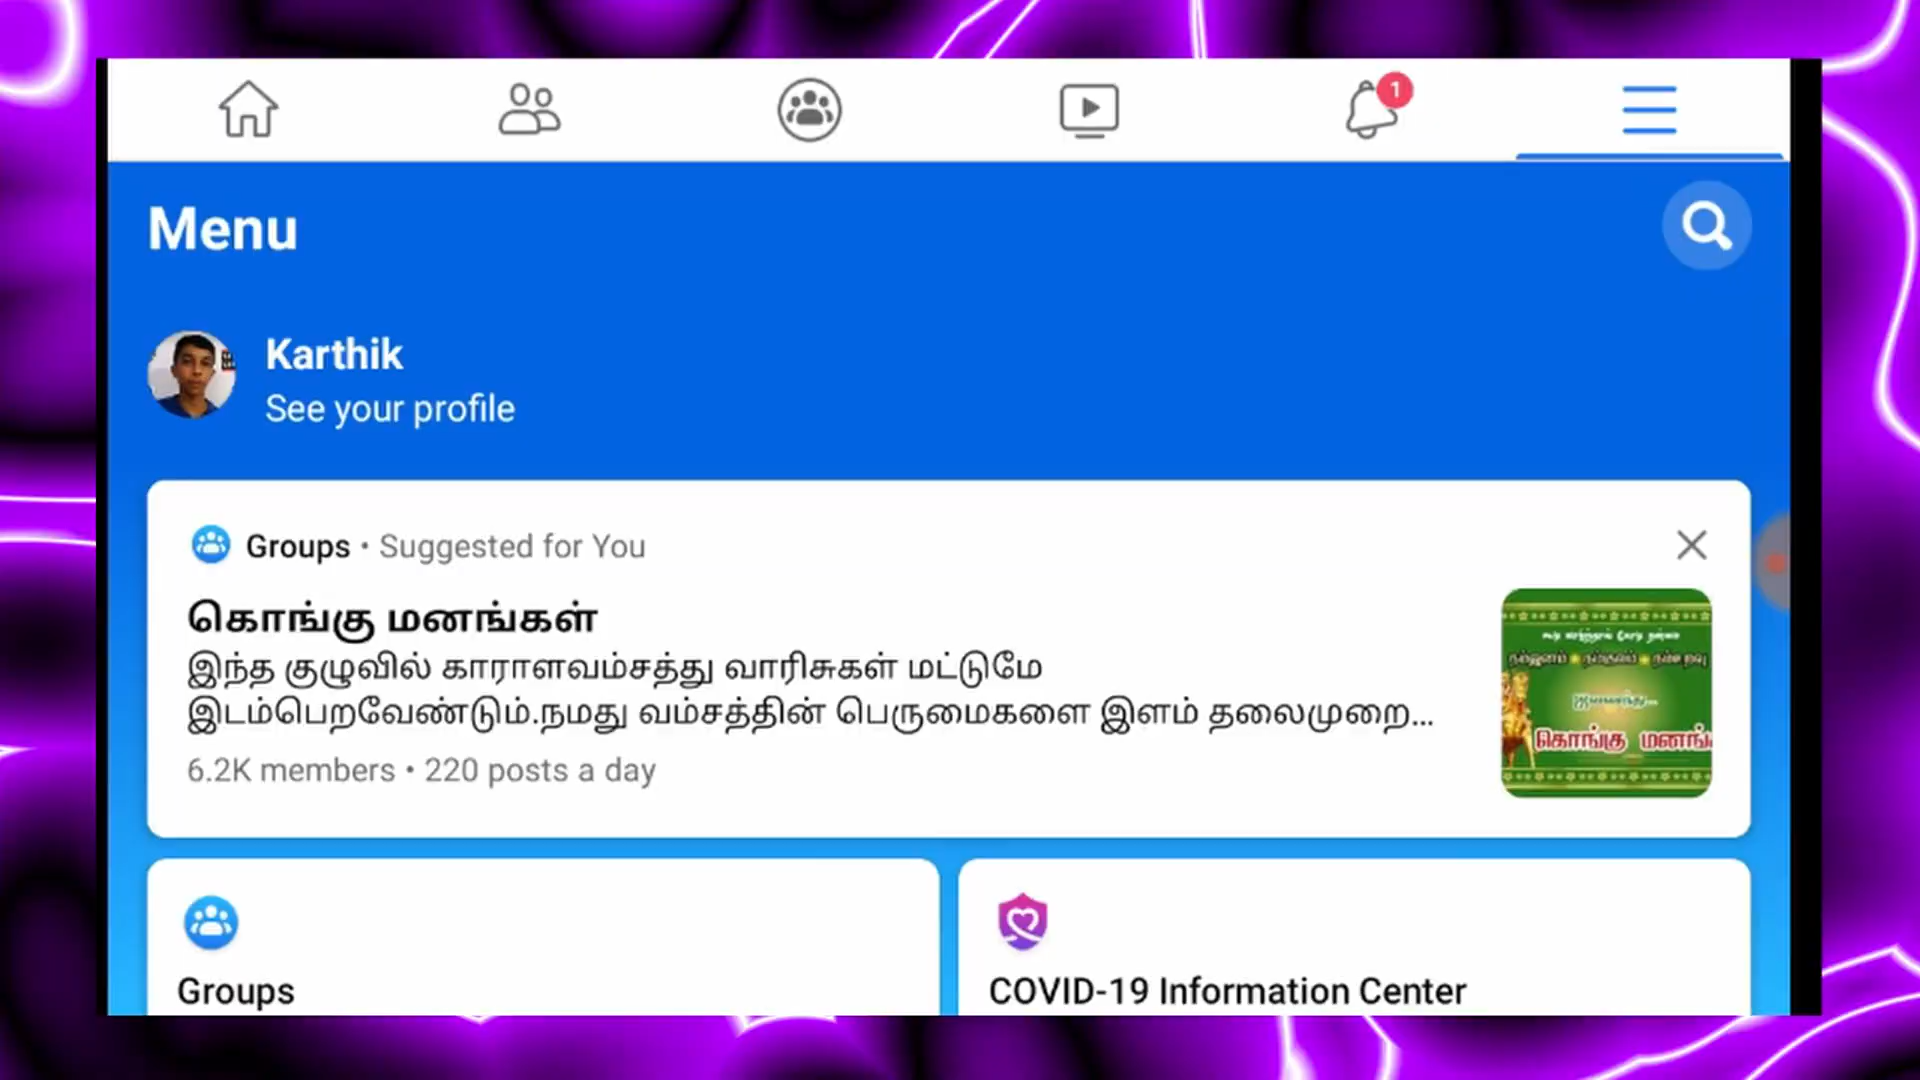 1
Menu
Karthik
See your profile
Groups • Suggested for You
கொங்கு மனங்கள்
இந்த குழுவில் காராளவம்சத்து வாரிசுகள் மட்டுமே
இடம்பெறவேண்டும்.நமது வம்சத்தின் பெருமைகளை இளம் தலைமுறை...
6.2K members • 220 posts a day
கொங்கு மனங்
Groups
COVID-19 Information Center